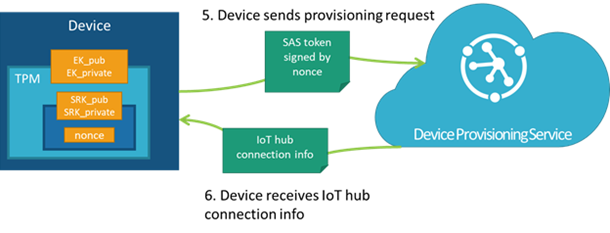 Device
5. Device sends provisioning request
EK_pub
EK_private
TPM
SRK_pub
SRK_private
nonce
SAS token
signed by
nonce
IoT hub
connection info
Device Provisioning Service
6. Device receives IoT hub
connection info